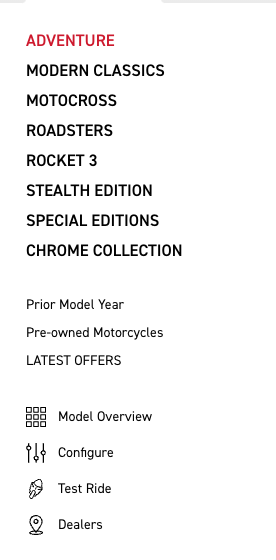 ADVENTURE
MODERN CLASSICS
MOTOCROSS
ROADSTERS
ROCKET 3
STEALTH EDITION
SPECIAL EDITIONS
CHROME COLLECTION
Prior Model Year
Pre-owned Motorcycles
LATEST OFFERS
Model Overview
Configure
Test Ride
Dealers